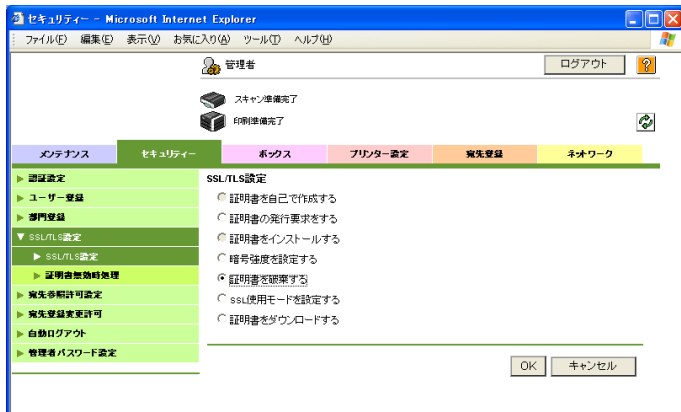 セキュリティー - Microsoft Internet Explorer
ファイル(F) 編集(E) 表示(V) お気に入り(A) ツール(T) ヘルプ(H)
管理者 ログアウト ?
スキャン準備完了
印刷準備完了
メンテナンス セキュリティー ボックス プリンター設定 宛先登録 ネットワーク
認証設定
ユーザー登録
部門登録
SSL/TLS設定
SSL/TLS設定
証明書無効時処理
宛先参照許可設定
宛先登録変更許可
自動ログアウト
管理者パスワード設定
SSL/TLS設定
証明書を自己で作成する
証明書の発行要求をする
証明書をインストールする
暗号強度を設定する
証明書を破棄する
SSL使用モードを設定する
証明書をダウンロードする
OK キャンセル